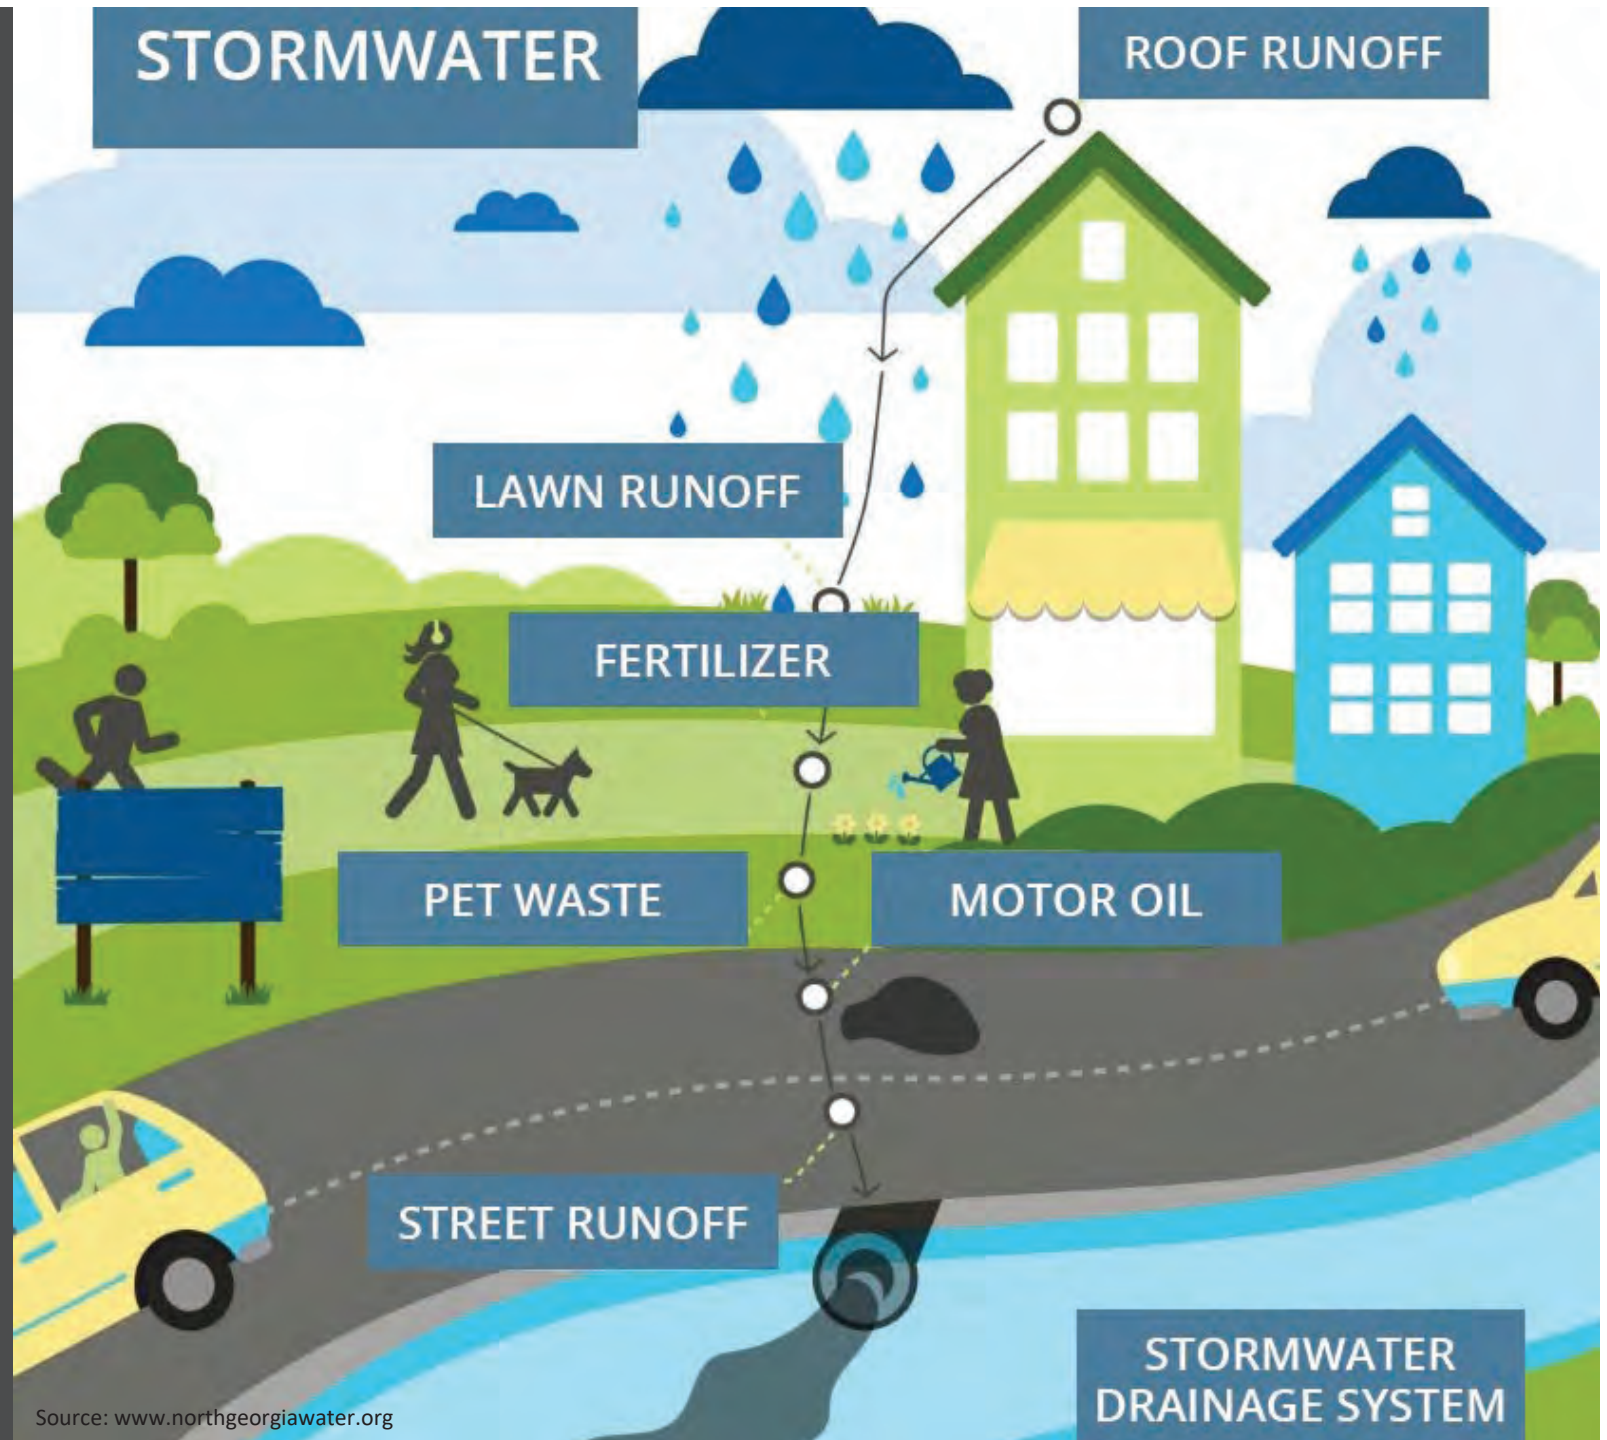 STORMWATER
ROOF RUNOFF
LAWN RUNOFF
FERTILIZER
PET WASTE
MOTOR OIL
STREET RUNOFF
STORMWATER
DRAINAGE SYSTEM
Source: www.northgeorgiawater.org